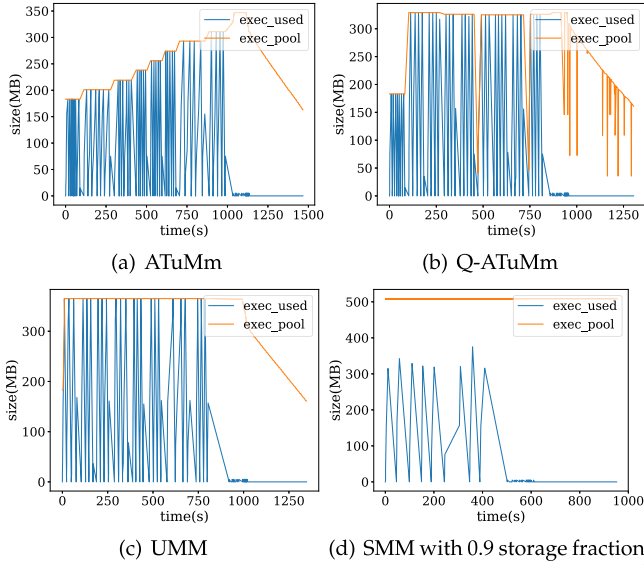 350
300
250
200
150
100
50
0
size(MB)
exec_used
exec_pool
0 250 500 750 1000 1250 1500
time(s)
(a) ATuMm
300
250
200
150
100
50
0
size(MB)
exec_used
exec_pool
0 250 500 750 1000 1250
time(s)
(b) Q-ATuMm
300
200
100
0
size(MB)
exec_used
exec_pool
0 250 500 750 1000 1250
time(s)
(c) UMM
500
400
300
200
100
0
size(MB)
exec_used
exec_pool
0 200 400 600 800 1000
time(s)
(d) SMM with 0.9 storage fraction